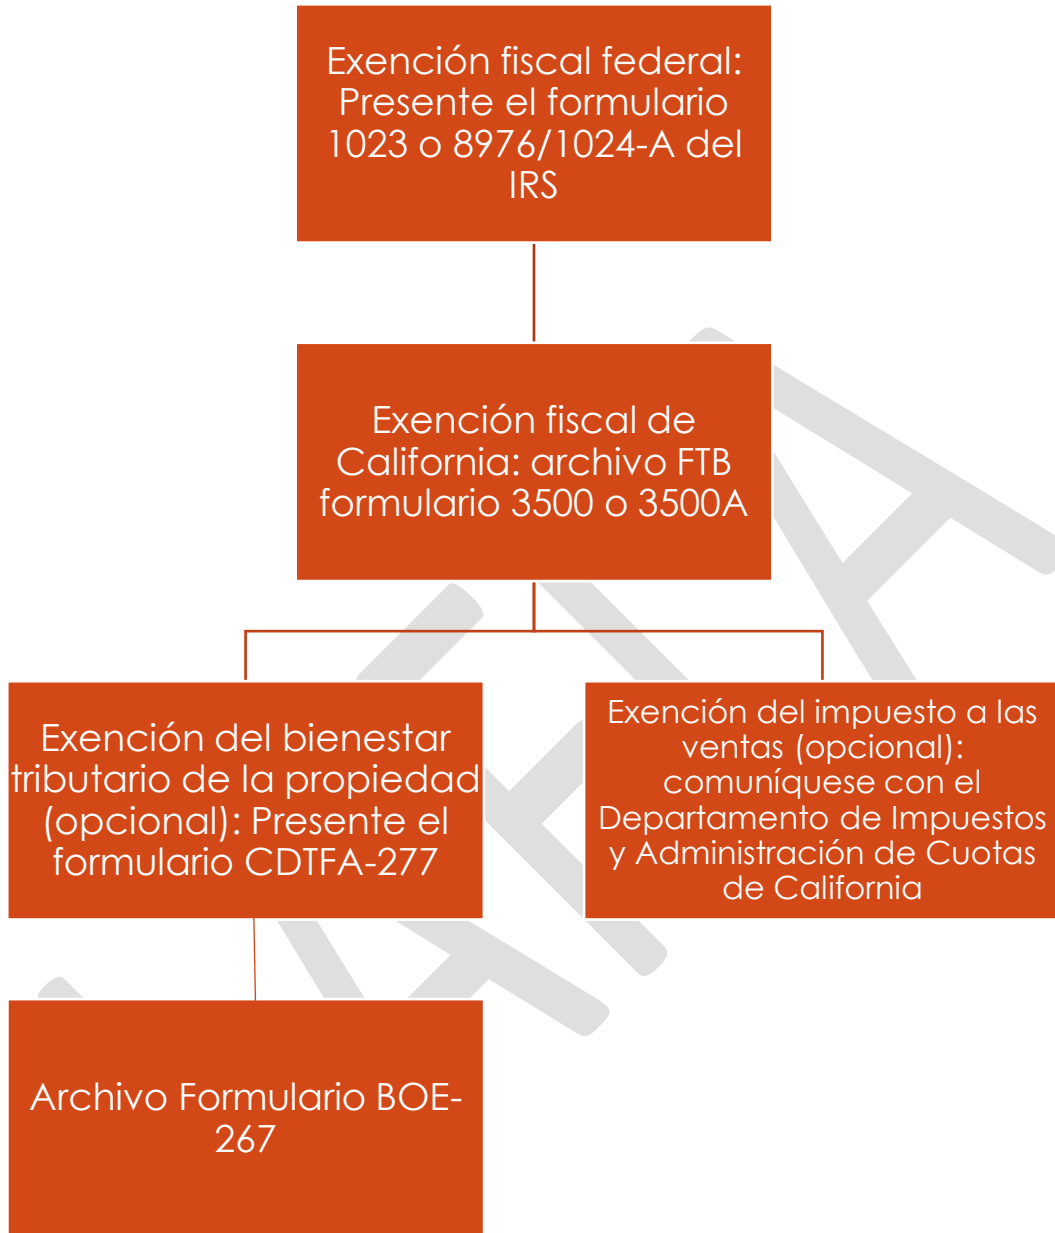 Exención fiscal federal:
Presente el formulario
1023 o 8976/1024-A del
IRS
Exención fiscal de
California: archivo FTB
formulario 3500 o 3500A
Exención del bienestar
tributario de la propiedad
(opcional): Presente el
formulario CDTFA-277
Exención del impuesto a las
ventas (opcional):
comuníquese con el
Departamento de Impuestos
y Administración de Cuotas
de California
Archivo Formulario BOE-
267